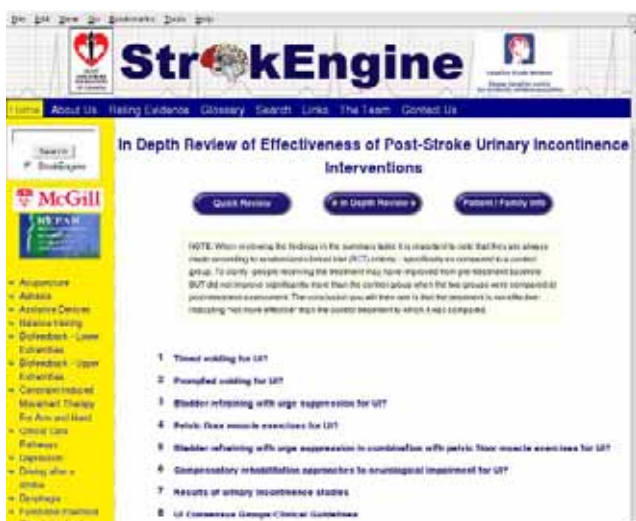 File Edit View Go Bookmarks Tools Help
StrokEngine
Home About Us Rating Evidence Glossary Search Links The Team Contact Us
Search
StrokEngine
McGill
REPAR
Acupuncture
Aphasia
Assistive Devices
Balance training
Biofeedback - Lower
Extremities
Biofeedback - Upper
Extremities
Constraint Induced
Movement Therapy
For Arm and Hand
Clinical Care
Pathways
Depression
Driving after a
stroke
Dysphagia
Functional
In Depth Review of Effectiveness of Post-Stroke Urinary Incontinence
Interventions
Quick Review
In Depth Review
Patient / Family Info
NOTE: When reviewing the findings in the summary table it is important to note that they are always
made according to randomized clinical trial (RCT) criteria - specifically as compared to a control
group. To clarify, people receiving the treatment may have improved from pre-treatment baseline
BUT did not improve significantly more than the control group when the two groups were compared at
post-treatment assessment. The conclusion you will then see is that the treatment is not effective-
indicating "not more effective" than the control treatment to which it was compared.
1 Timed voiding for UI?
2 Prompted voiding for UI?
3 Bladder retraining with urge suppression for UI?
4 Pelvic floor muscle exercises for UI?
5 Bladder retraining with urge suppression in combination with pelvic floor muscle exercises for UI?
6 Compensatory rehabilitation approaches to neurological impairment for UI?
7 Results of urinary incontinence studies
8 UI Consensus Groups Clinical Guidelines